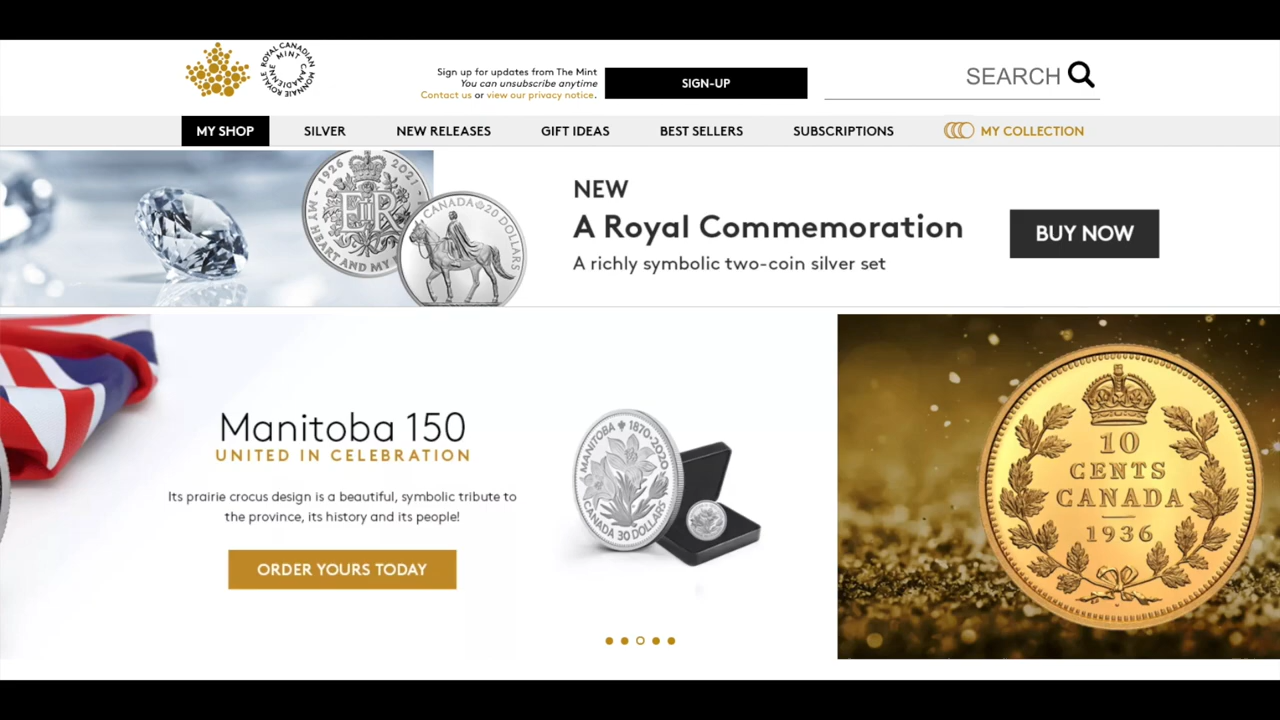 ROYAL CANADIAN MINT
MONNAIE ROYALE CANADIENNE
Sign up for updates from The Mint
You can unsubscribe anytime
Contact us or view our privacy notice.
SIGN-UP
SEARCH
MY SHOP
SILVER
NEW RELEASES
GIFT IDEAS
BEST SELLERS
SUBSCRIPTIONS
MY COLLECTION
1926
2021
MY HEART AND MY
EIIR
CANADA 20 DOLLARS
NEW
A Royal Commemoration
A richly symbolic two-coin silver set
BUY NOW
Manitoba 150
UNITED IN CELEBRATION
Its prairie crocus design is a beautiful, symbolic tribute to
the province, its history and its people!
ORDER YOURS TODAY
MANITOBA 1870-2020
CANADA 30 DOLLARS
10
CENTS
CANADA
1936